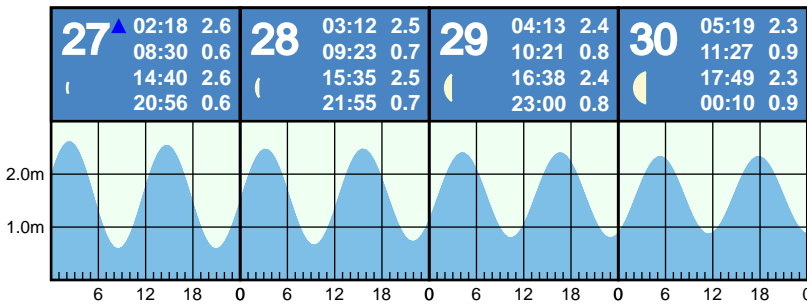 27 02:18 2.6 28 03:12 2.5 29 04:13 2.4 30 05:19 2.3
08:30 0.6 09:23 0.7 10:21 0.8 11:27 0.9
14:40 2.6 15:35 2.5 16:38 2.4 17:49 2.3
20:56 0.6 21:55 0.7 23:00 0.8 00:10 0.9
2.0m
1.0m
6 12 18 0 6 12 18 0 6 12 18 0 6 12 18 0